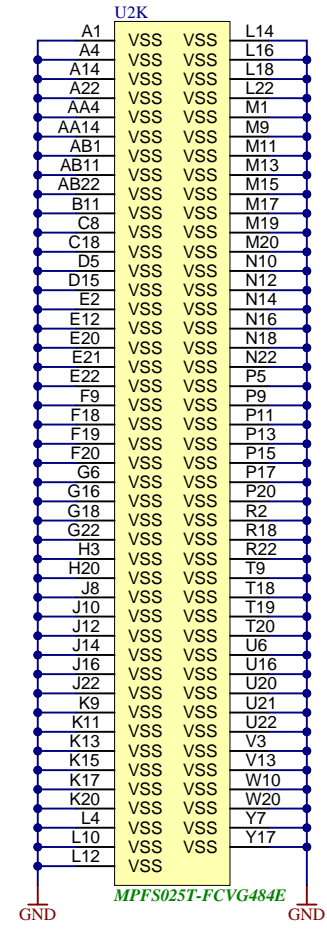 U2K
A1 VSS VSS L14
A4 VSS VSS L16
A14 VSS VSS L18
A22 VSS VSS L22
AA4 VSS VSS M1
AA14 VSS VSS M9
AB1 VSS VSS M11
AB11 VSS VSS M13
AB22 VSS VSS M15
B11 VSS VSS M17
C8 VSS VSS M19
C18 VSS VSS M20
D5 VSS VSS N10
D15 VSS VSS N12
E2 VSS VSS N14
E12 VSS VSS N16
E20 VSS VSS N18
E21 VSS VSS N22
E22 VSS VSS P5
F9 VSS VSS P9
F18 VSS VSS P11
F19 VSS VSS P13
F20 VSS VSS P15
G6 VSS VSS P17
G16 VSS VSS P20
G18 VSS VSS R2
G22 VSS VSS R18
H3 VSS VSS R22
H20 VSS VSS T9
J8 VSS VSS T18
J10 VSS VSS T19
J12 VSS VSS T20
J14 VSS VSS U6
J16 VSS VSS U16
J22 VSS VSS U20
K9 VSS VSS U21
K11 VSS VSS U22
K13 VSS VSS V3
K15 VSS VSS V13
K17 VSS VSS W10
K20 VSS VSS W20
L4 VSS VSS Y7
L10 VSS VSS Y17
L12 VSS
MPFS025T-FCVG484E
GND GND